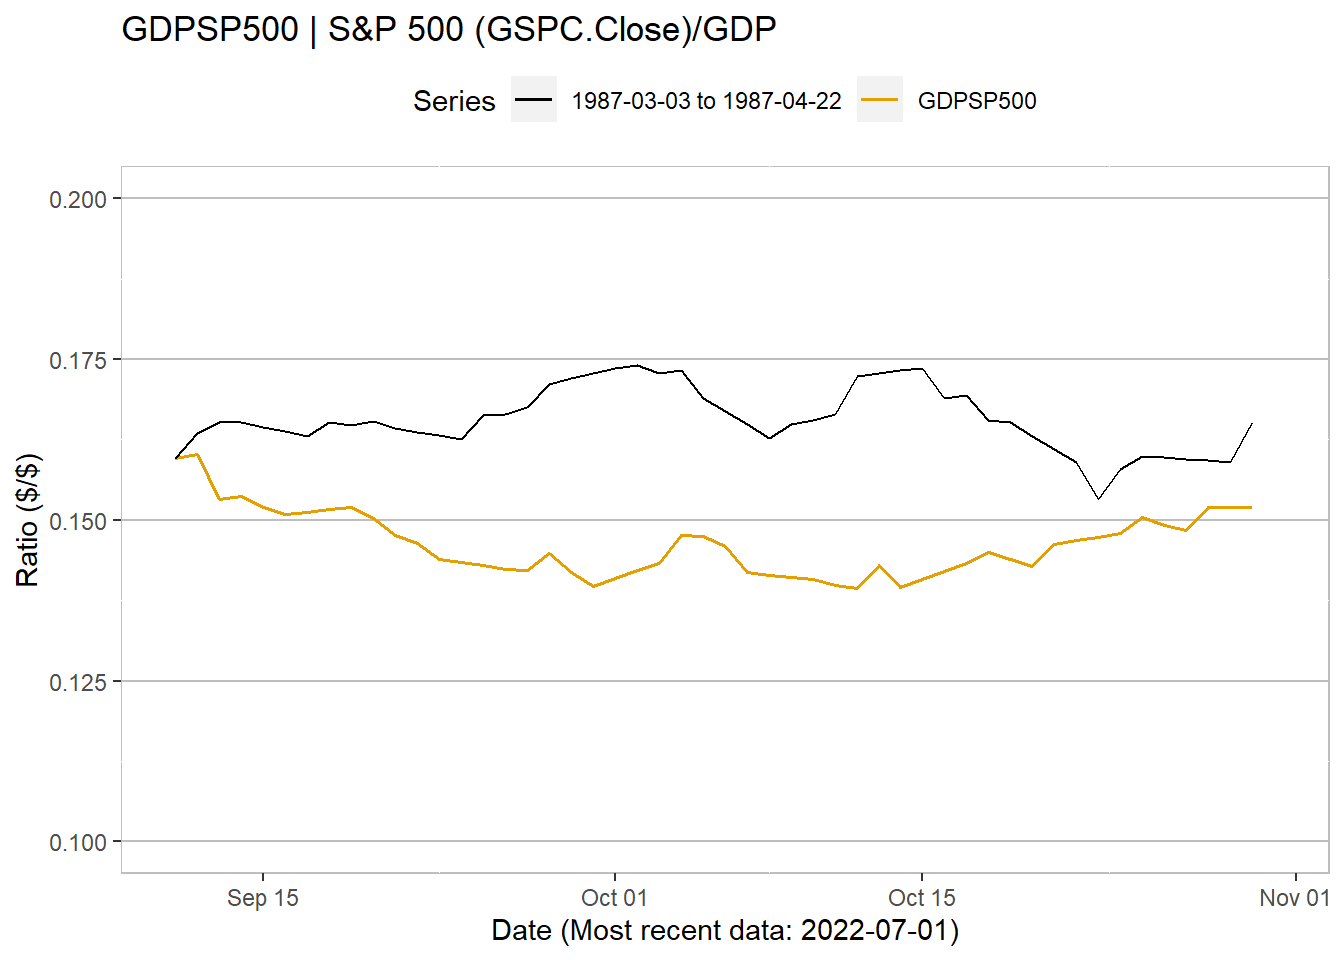 GDPSP500 | S&P 500 (GSPC.Close)/GDP
Series 1987-03-03 to 1987-04-22 GDPSP500
0.200
0.175
0.150
0.125
0.100
Ratio ($/$)
Sep 15 Oct 01 Oct 15 Nov 01
Date (Most recent data: 2022-07-01)